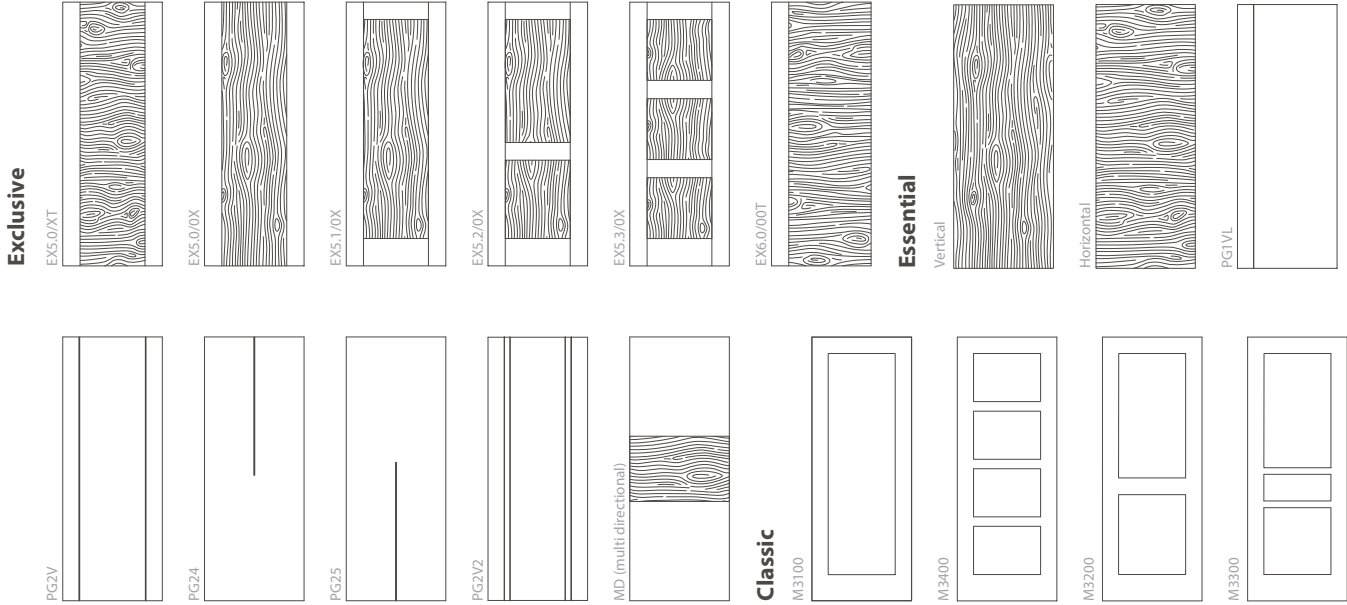 Exclusive
EX5.0/XT
EX5.0/0X
EX5.1/0X
EX5.2/0X
EX5.3/0X
EX6.0/00T
Essential
Vertical
Horizontal
PG1VL
PG2V
PG24
PG25
PG2V2
MD (multi directional)
Classic
M3100
M3400
M3200
M3300